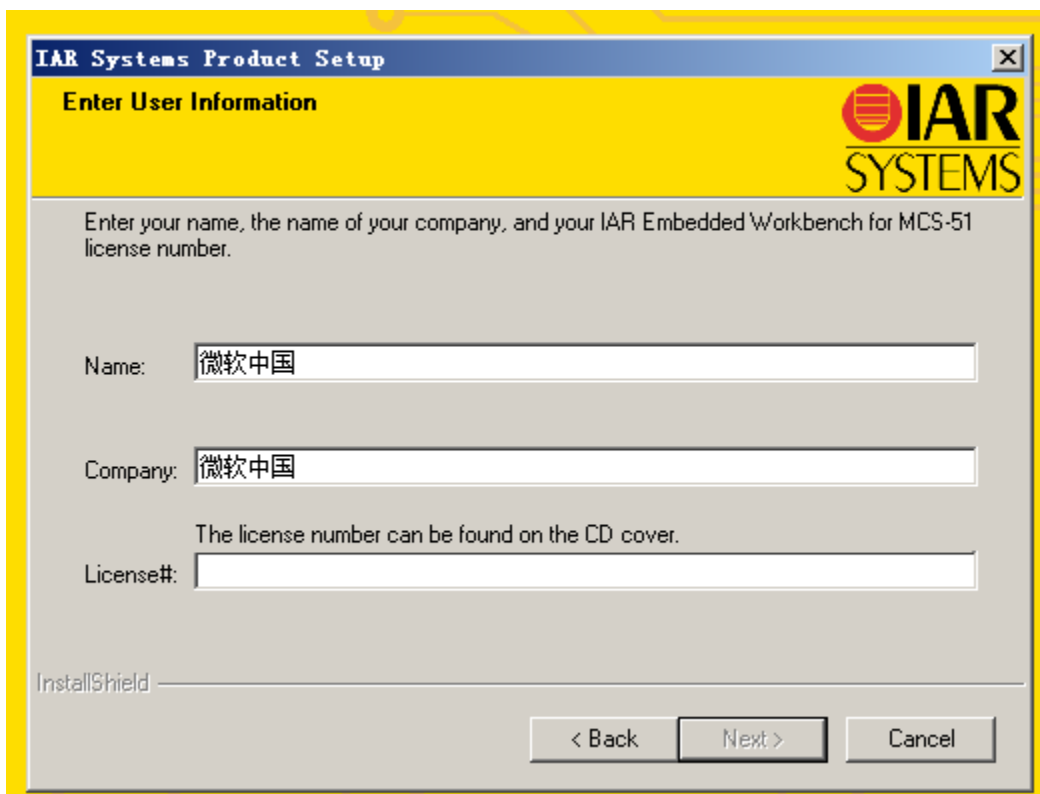 IAR Systems Product Setup
Enter User Information
IAR
SYSTEMS
Enter your name, the name of your company, and your IAR Embedded Workbench for MCS-51
license number.
Name: 微软中国
Company: 微软中国
The license number can be found on the CD cover.
License#:
InstallShield
< Back Next > Cancel